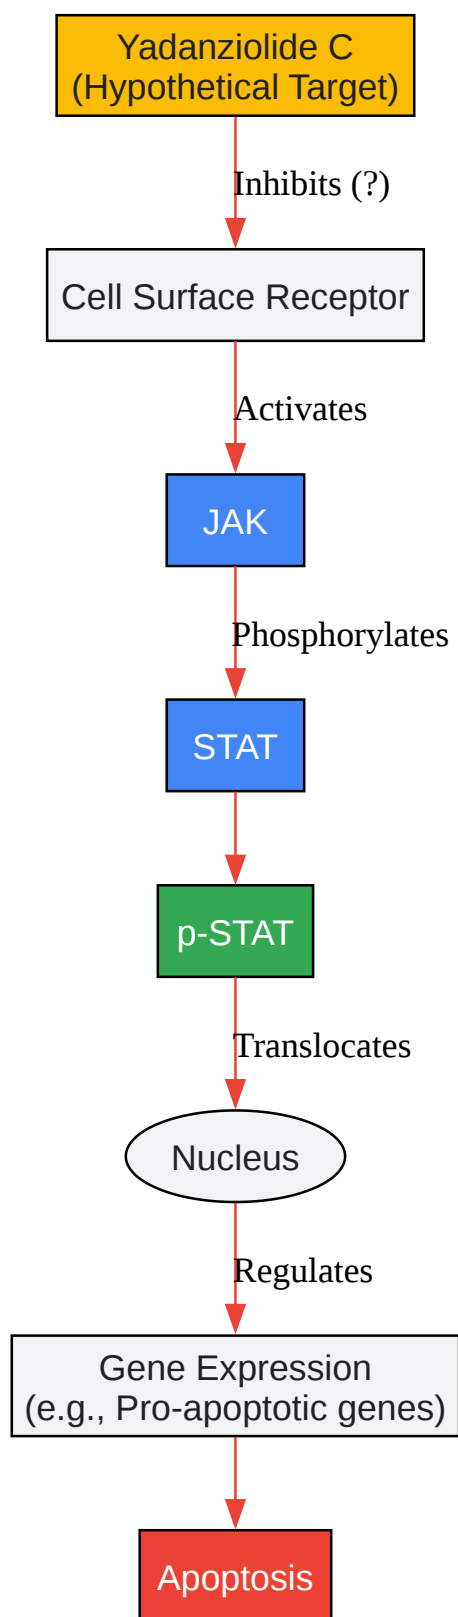 Yadanziolide C
(Hypothetical Target)
Inhibits (?)
Cell Surface Receptor
Activates
JAK
Phosphorylates
STAT
p-STAT
Translocates
Nucleus
Regulates
Gene Expression
(e.g., Pro-apoptotic genes)
Apoptosis